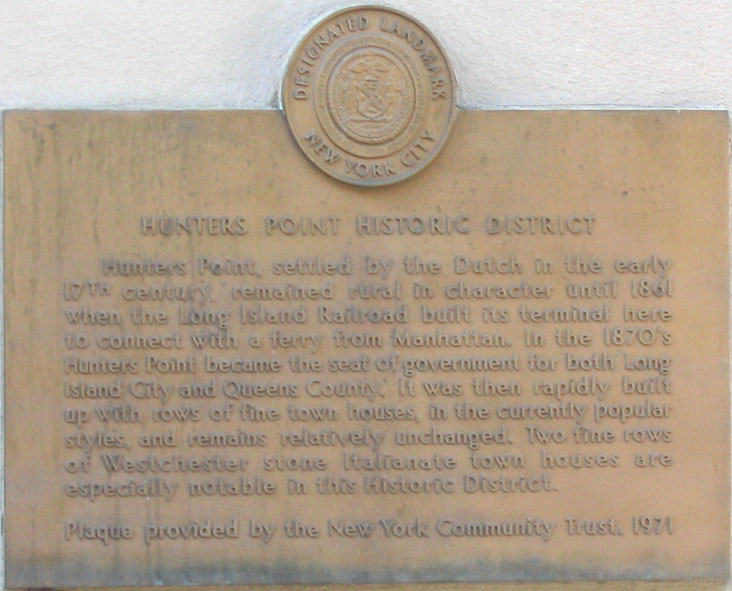 DESIGNATED LANDMARK
NEW YORK CITY
HUNTERS POINT HISTORIC DISTRICT
Hunters Point, settled by the Dutch in the early
17TH century, remained rural in character until 1861
when the Long Island Railroad built its terminal here
to connect with a ferry from Manhattan. In the 1870's
Hunters Point became the seat of government for both Long
Island City and Queens County. It was then rapidly built
up with rows of fine town houses, in the currently popular
styles, and remains relatively unchanged. Two fine rows
of Westchester stone Italianate town houses are
especially notable in this Historic District.
Plaque provided by the New York Community Trust, 1971